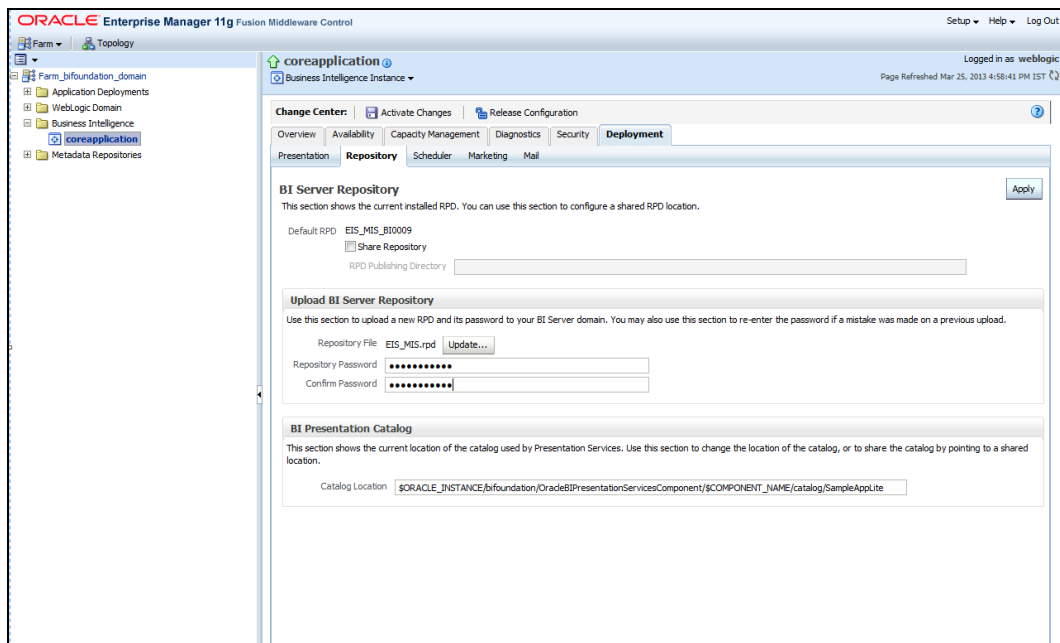 ORACLE Enterprise Manager 11g Fusion Middleware Control
Setup Help Log Out
Farm Topology
Farm_bifoundation_domain
Application Deployments
WebLogic Domain
Business Intelligence
coreapplication
Metadata Repositories
coreapplication
Logged in as weblogic
Business Intelligence Instance
Page Refreshed Mar 25, 2013 4:58:41 PM IST
Change Center: Activate Changes Release Configuration
Overview Availability Capacity Management Diagnostics Security Deployment
Presentation Repository Scheduler Marketing Mail
BI Server Repository
Apply
This section shows the current installed RPD. You can use this section to configure a shared RPD location.
Default RPD EIS_MIS_BI0009
Share Repository
RPD Publishing Directory
Upload BI Server Repository
Use this section to upload a new RPD and its password to your BI Server domain. You may also use this section to re-enter the password if a mistake was made on a previous upload.
Repository File EIS_MIS.rpd Update...
Repository Password •••••••••••
Confirm Password •••••••••••
BI Presentation Catalog
This section shows the current location of the catalog used by Presentation Services. Use this section to change the location of the catalog, or to share the catalog by pointing to a shared
location.
Catalog Location $ORACLE_INSTANCE/bifoundation/OracleBIPresentationServicesComponent/$COMPONENT_NAME/catalog/SampleAppLite